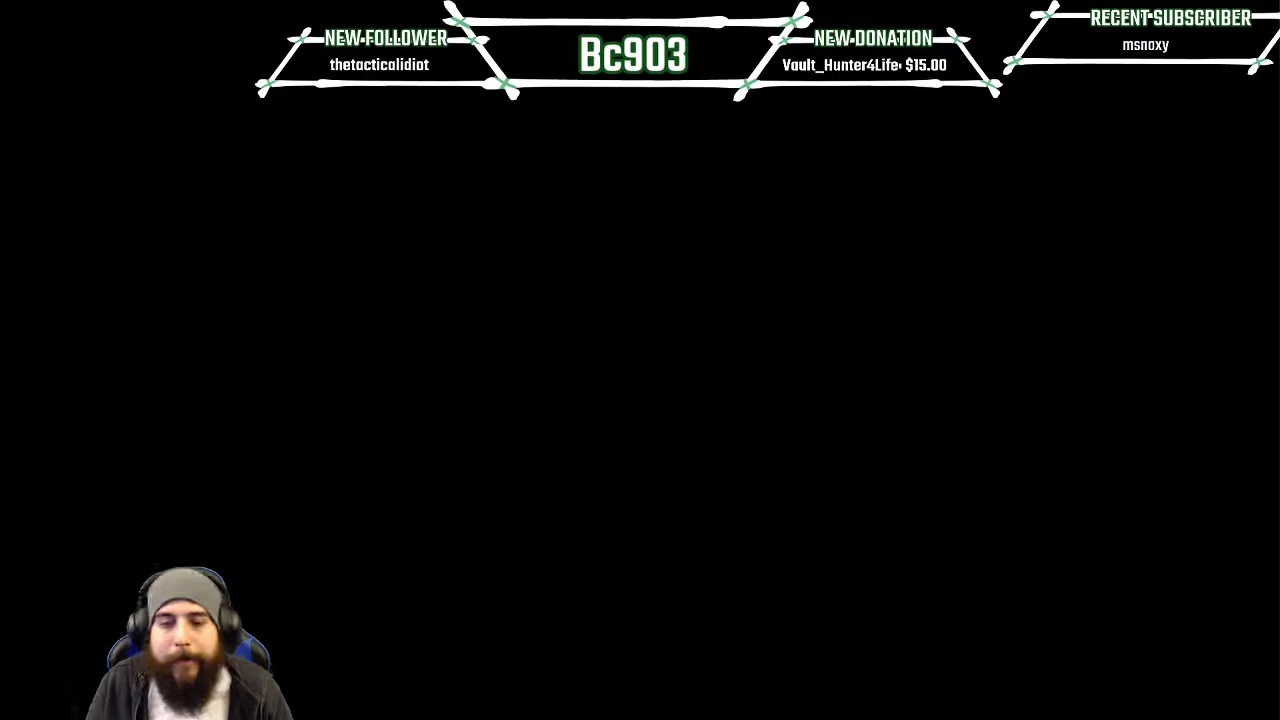 NEW FOLLOWER
thetacticalidiot
Bc903
NEW DONATION
Vault_Hunter4Life: $15.00
RECENT SUBSCRIBER
msnoxy